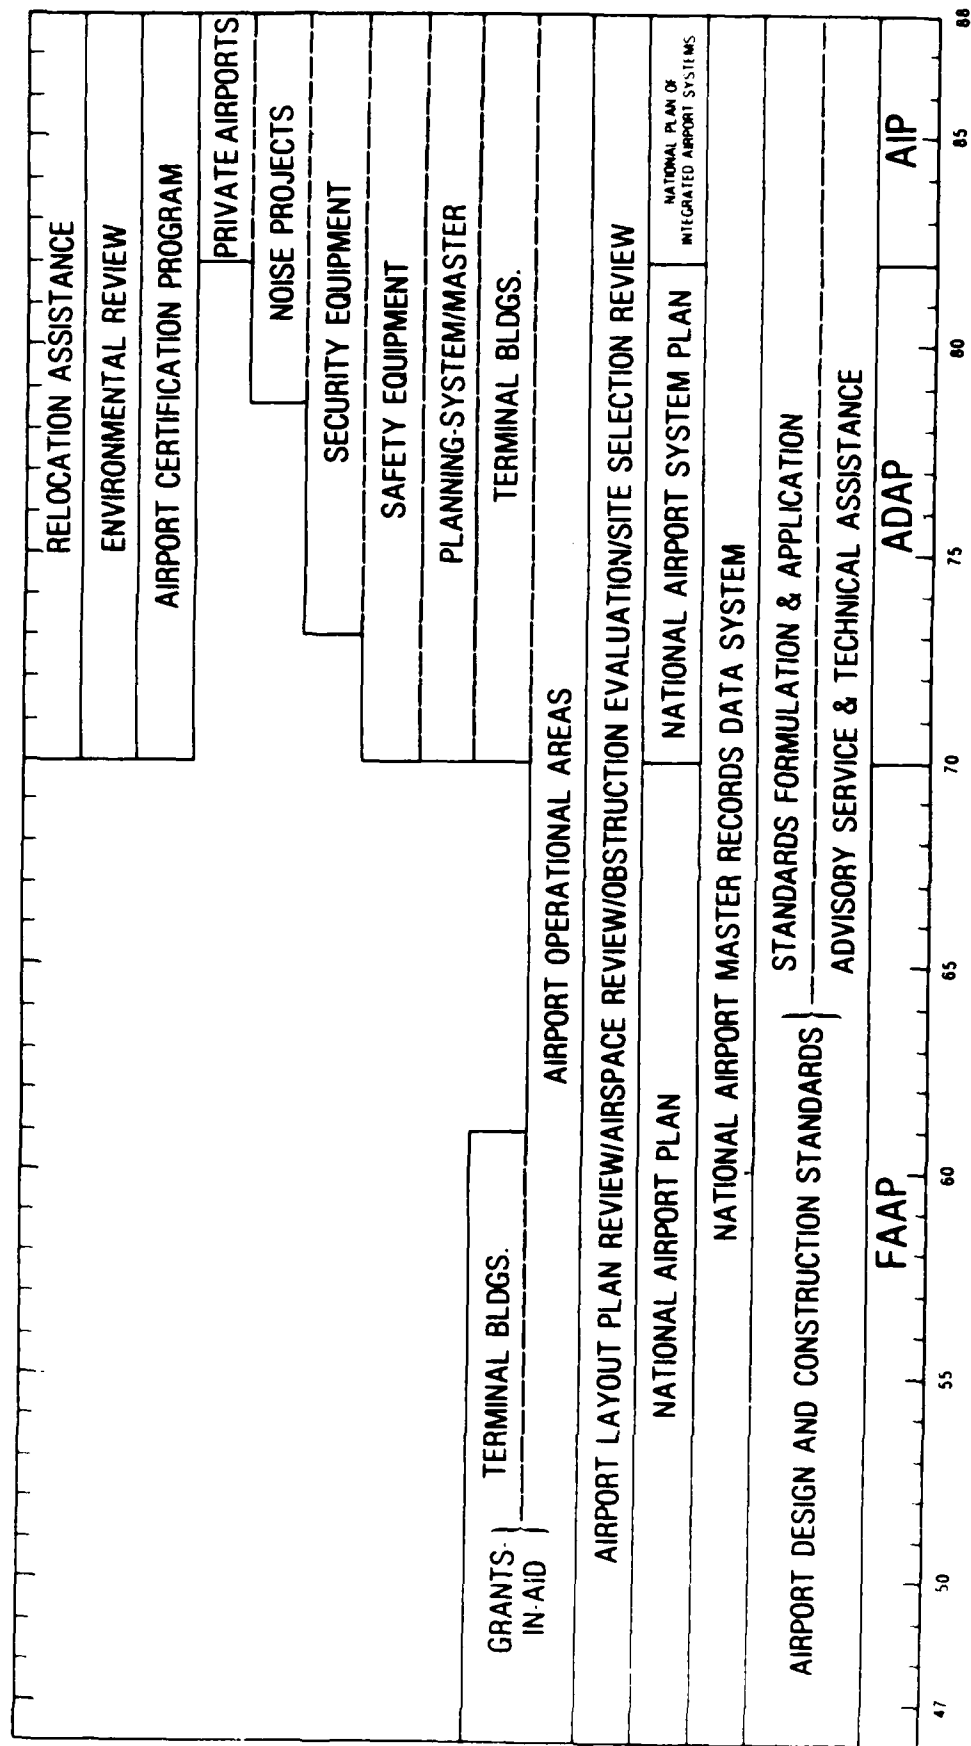 RELOCATION ASSISTANCE
ENVIRONMENTAL REVIEW
AIRPORT CERTIFICATION PROGRAM
PRIVATE AIRPORTS
NOISE PROJECTS
SECURITY EQUIPMENT
SAFETY EQUIPMENT
PLANNING-SYSTEM/MASTER
GRANTS-
IN-AID
TERMINAL BLDGS.
TERMINAL BLDGS.
AIRPORT OPERATIONAL AREAS
AIRPORT LAYOUT PLAN REVIEW/AIRSPACE REVIEW/OBSTRUCTION EVALUATION/SITE SELECTION REVIEW
NATIONAL AIRPORT PLAN
NATIONAL AIRPORT SYSTEM PLAN
NATIONAL PLAN OF
INTEGRATED AIRPORT SYSTEMS
NATIONAL AIRPORT MASTER RECORDS DATA SYSTEM
AIRPORT DESIGN AND CONSTRUCTION STANDARDS
STANDARDS FORMULATION & APPLICATION
ADVISORY SERVICE & TECHNICAL ASSISTANCE
FAAP ADAP AIP
47 50 55 60 65 70 75 80 85 88